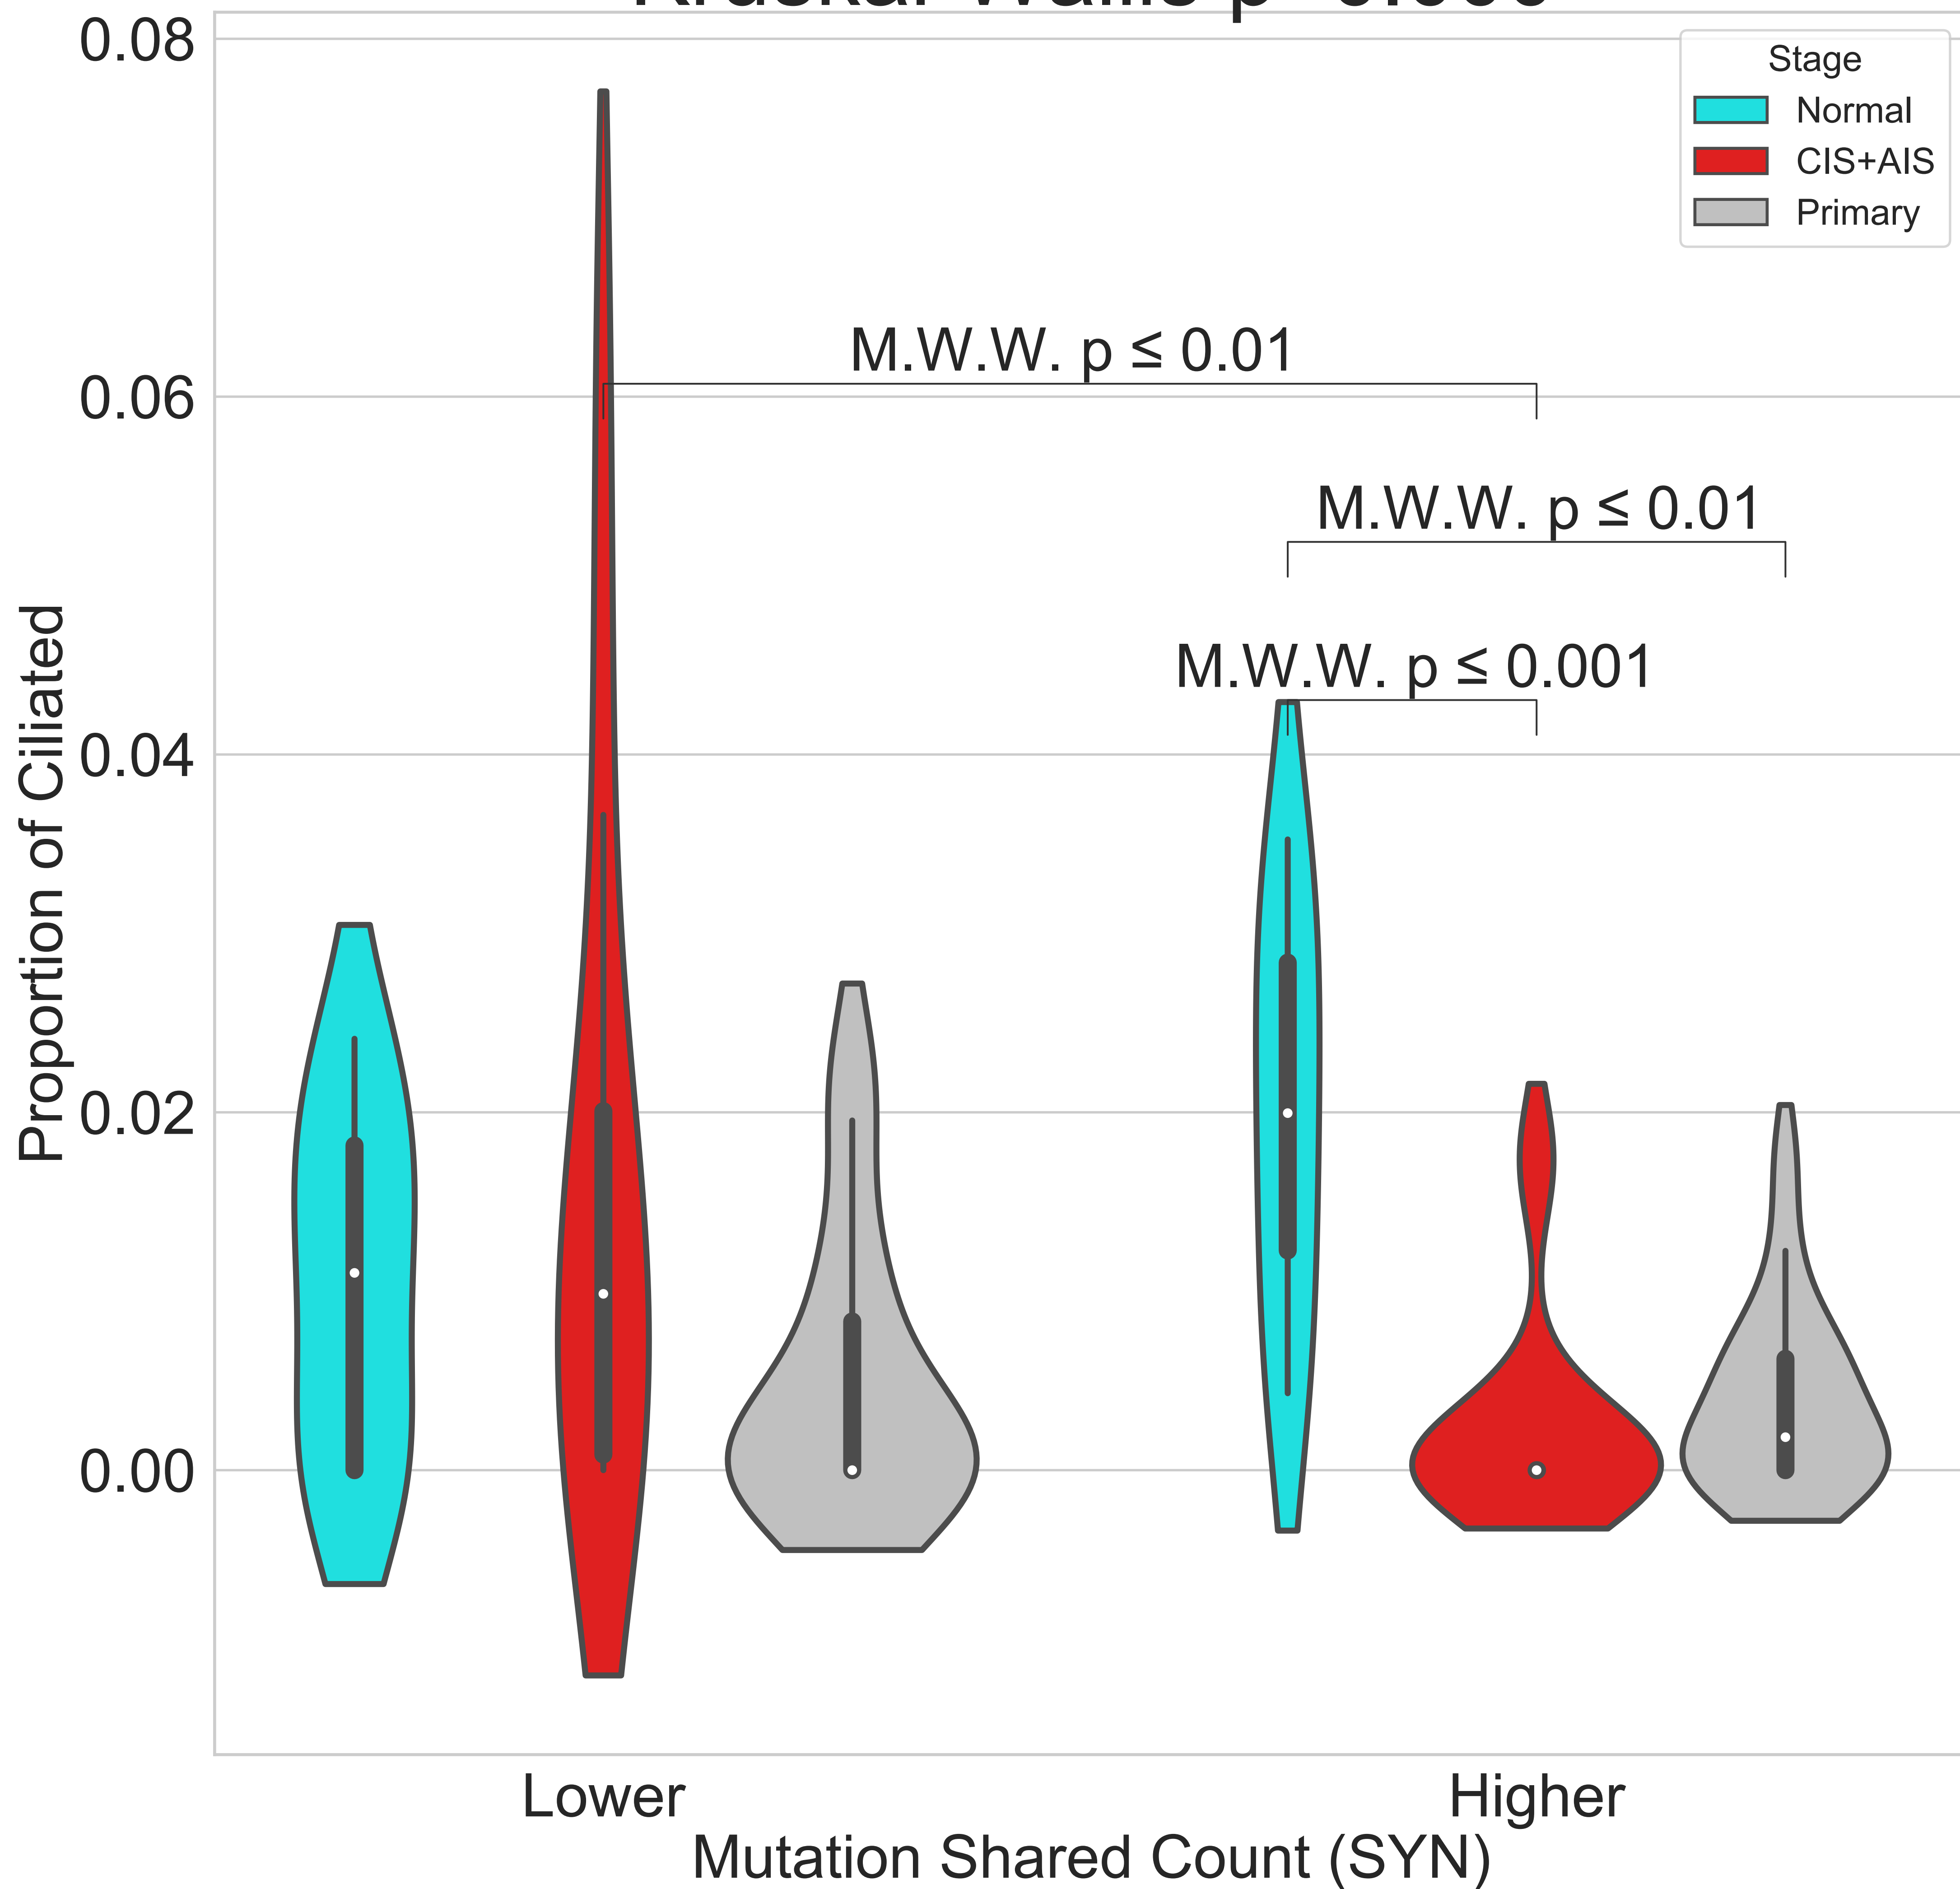 0.08
0.06
0.04
0.02
0.00
Proportion of Ciliated
Stage
Normal
CIS+AIS
Primary
M.W.W. p ≤ 0.01
M.W.W. p ≤ 0.01
M.W.W. p ≤ 0.001
Lower
Higher
Mutation Shared Count (SYN)